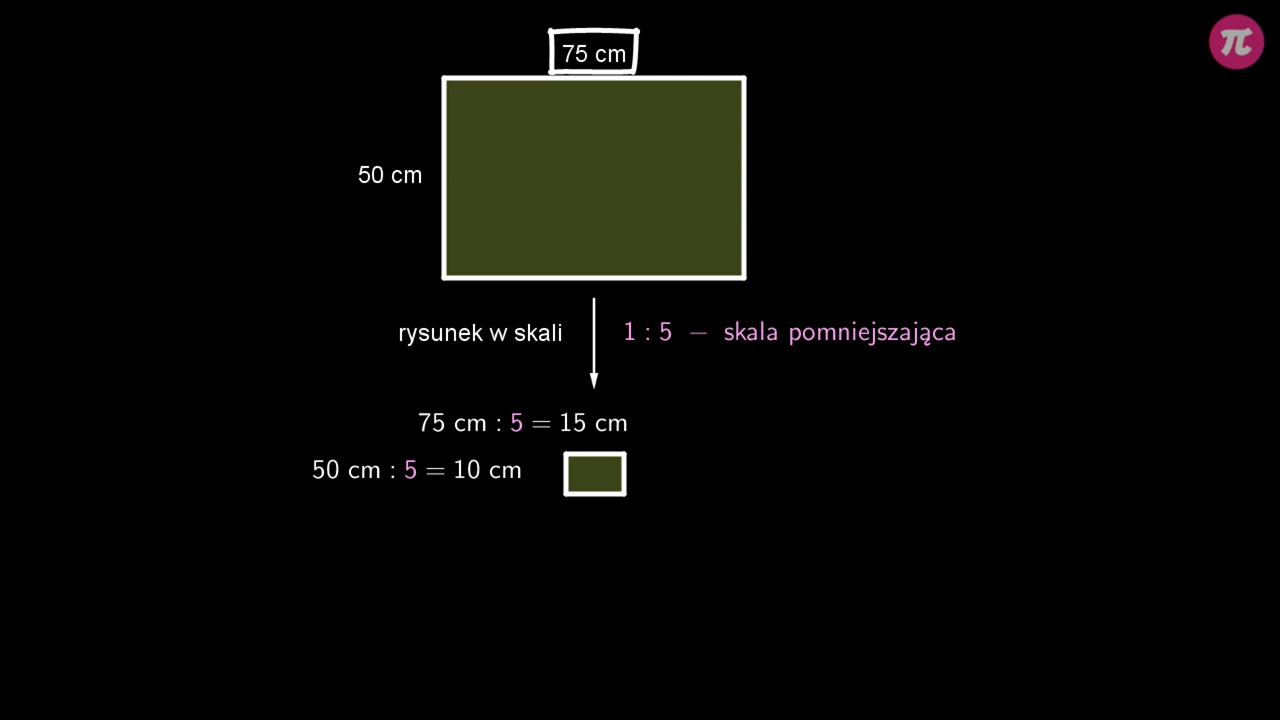 75 cm
50 cm
rysunek w skali 1 : 5 – skala pomniejszająca
75 cm : 5 = 15 cm
50 cm : 5 = 10 cm
π